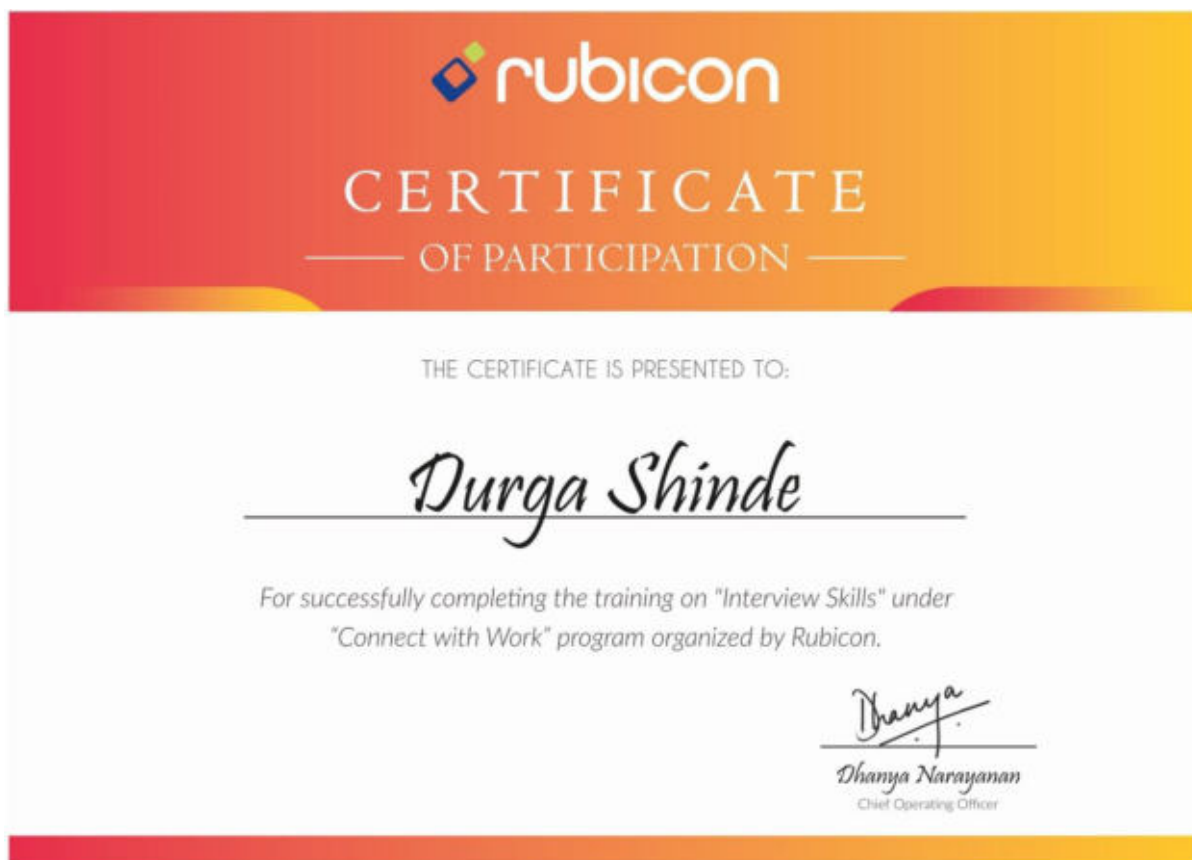 rubicon
CERTIFICATE
OF PARTICIPATION
THE CERTIFICATE IS PRESENTED TO:
Durga Shinde
For successfully completing the training on "Interview Skills" under
"Connect with Work" program organized by Rubicon.
Dhanya
Dhanya Narayanan
Chief Operating Officer